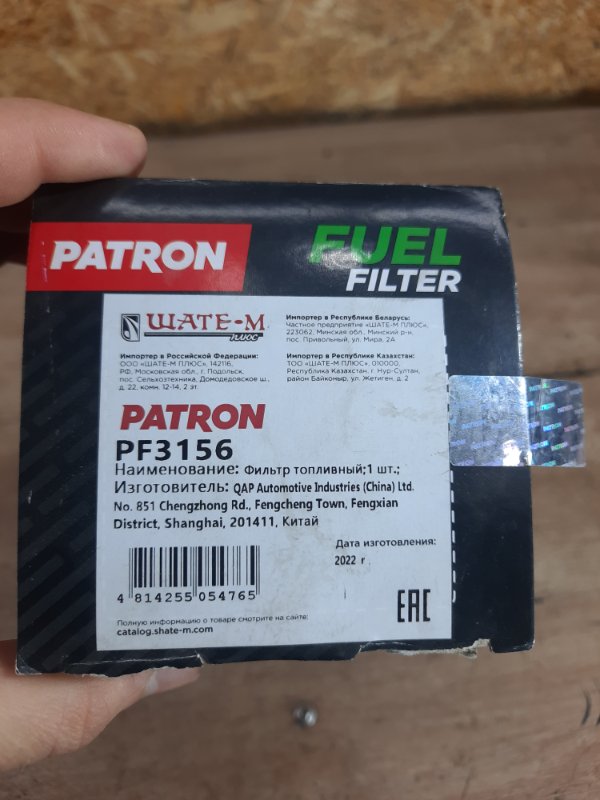 PATRON
FUEL
FILTER
ШАТЕ-М
ПЛЮС
Импортер в Российской Федерации:
ООО «ШАТЕ-М ПЛЮС», 142116,
РФ, Московская обл., г. Подольск,
пос. Сельхозтехника, Домодедовское ш.,
д. 22, комн. 12-14, 2 эт.
Импортер в Республике Беларусь:
Частное предприятие «ШАТЕ-М ПЛЮС»,
223062, Минская обл., Минский р-н,
пос. Привольный, ул. Мира, 2А
Импортер в Республике Казахстан:
ТОО «ШАТЕ-М ПЛЮС», 010000,
Республика Казахстан, г. Нур-Султан,
район Байконыр, ул. Жетиген, д. 2
PATRON
PF3156
Наименование: Фильтр топливный;1 шт.;
Изготовитель: QAP Automotive Industries (China) Ltd.
No. 851 Chengzhong Rd., Fengcheng Town, Fengxian
District, Shanghai, 201411, Китай
Дата изготовления:
2022 г
4 814255 054765
EAC
Полную информацию о товаре смотрите на сайте:
catalog.shate-m.com